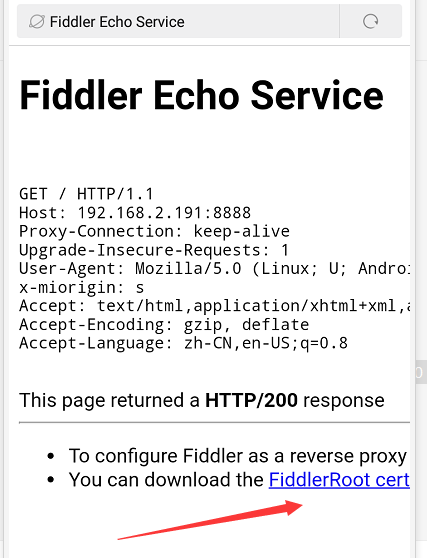 Fiddler Echo Service
Fiddler Echo Service
GET / HTTP/1.1
Host: 192.168.2.191:8888
Proxy-Connection: keep-alive
Upgrade-Insecure-Requests: 1
User-Agent: Mozilla/5.0 (Linux; U; Androi
x-miorigin: s
Accept: text/html,application/xhtml+xml,a
Accept-Encoding: gzip, deflate
Accept-Language: zh-CN,en-US;q=0.8
This page returned a HTTP/200 response
• To configure Fiddler as a reverse proxy
• You can download the FiddlerRoot cert